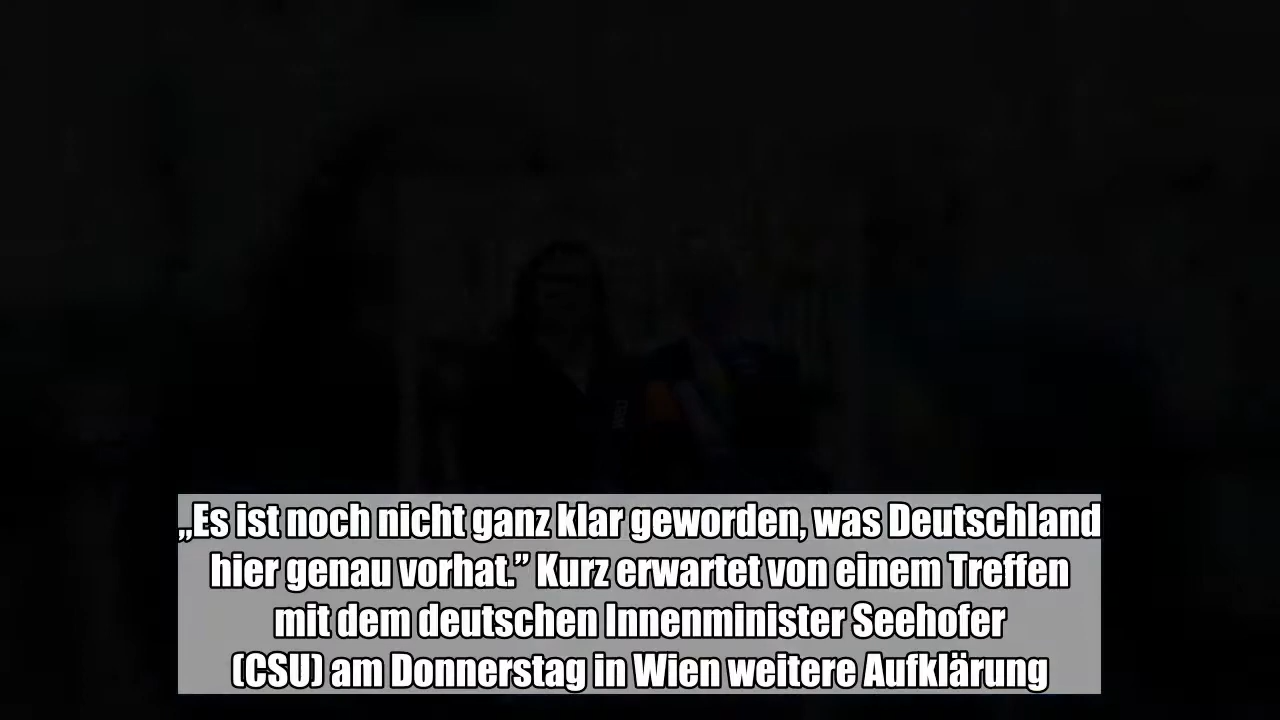 „Es ist noch nicht ganz klar geworden, was Deutschland
hier genau vorhat.” Kurz erwartet von einem Treffen
mit dem deutschen Innenminister Seehofer
(CSU) am Donnerstag in Wien weitere Aufklärung